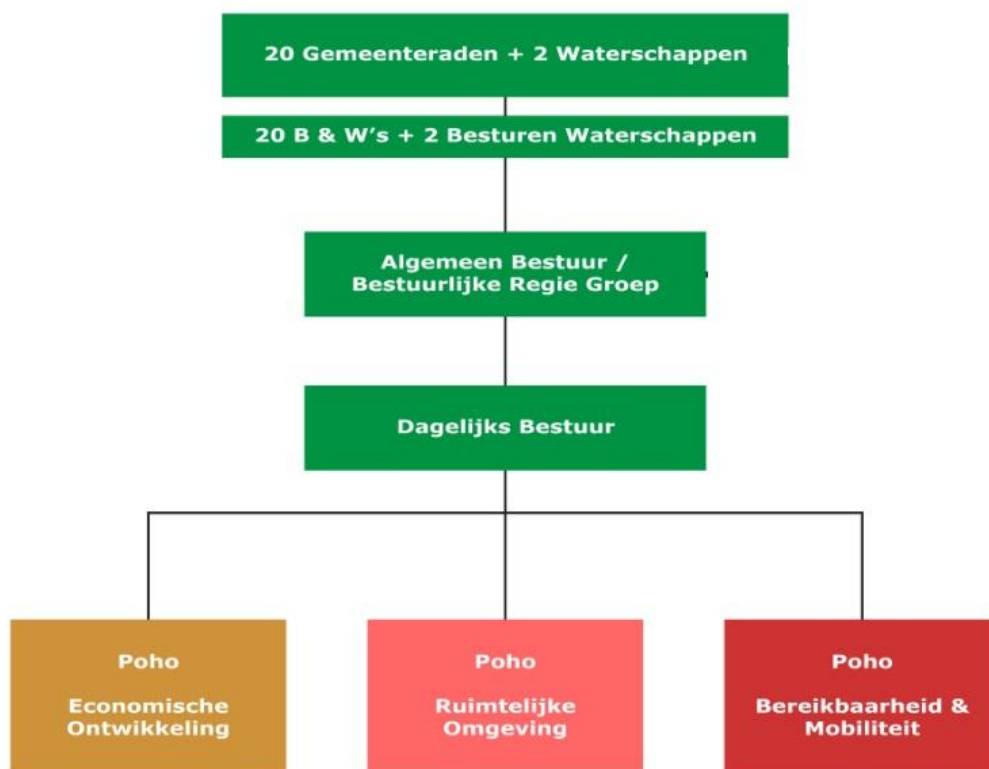 20 Gemeenteraden + 2 Waterschappen
20 B & W's + 2 Besturen Waterschappen
Algemeen Bestuur /
Bestuurlijke Regie Groep
Dagelijks Bestuur
Poho
Economische
Ontwikkeling
Poho
Ruimtelijke
Omgeving
Poho
Bereikbaarheid &
Mobiliteit